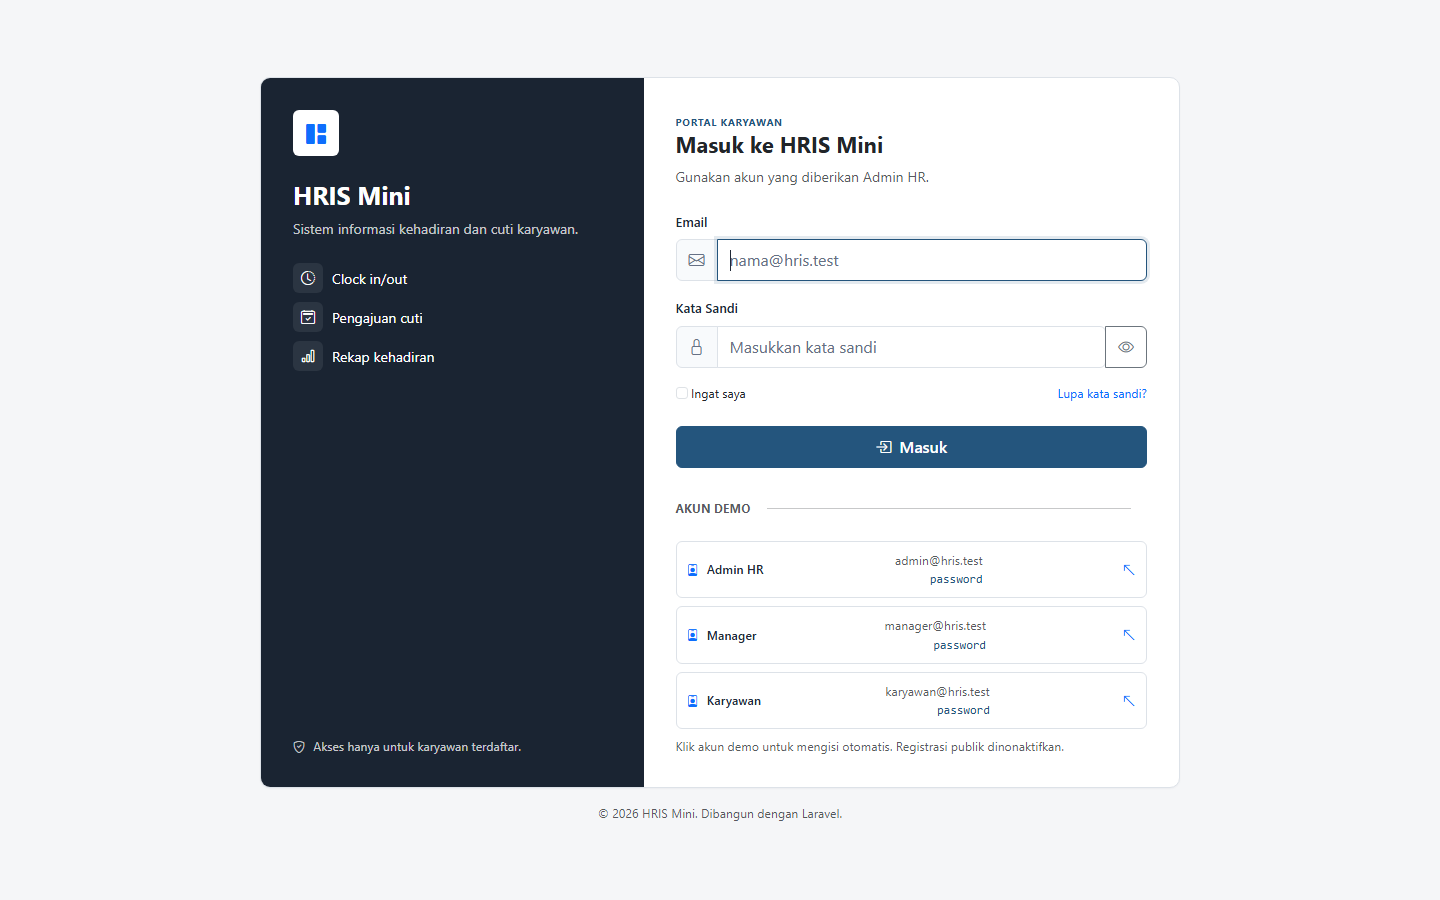 HRIS Mini
Sistem informasi kehadiran dan cuti karyawan.
Clock in/out
Pengajuan cuti
Rekap kehadiran
Akses hanya untuk karyawan terdaftar.
PORTAL KARYAWAN
Masuk ke HRIS Mini
Gunakan akun yang diberikan Admin HR.
Email
nama@hris.test
Kata Sandi
Masukkan kata sandi
Ingat saya
Lupa kata sandi?
Masuk
AKUN DEMO
Admin HR
admin@hris.test
password
Manager
manager@hris.test
password
Karyawan
karyawan@hris.test
password
Klik akun demo untuk mengisi otomatis. Registrasi publik dinonaktifkan.
© 2026 HRIS Mini. Dibangun dengan Laravel.